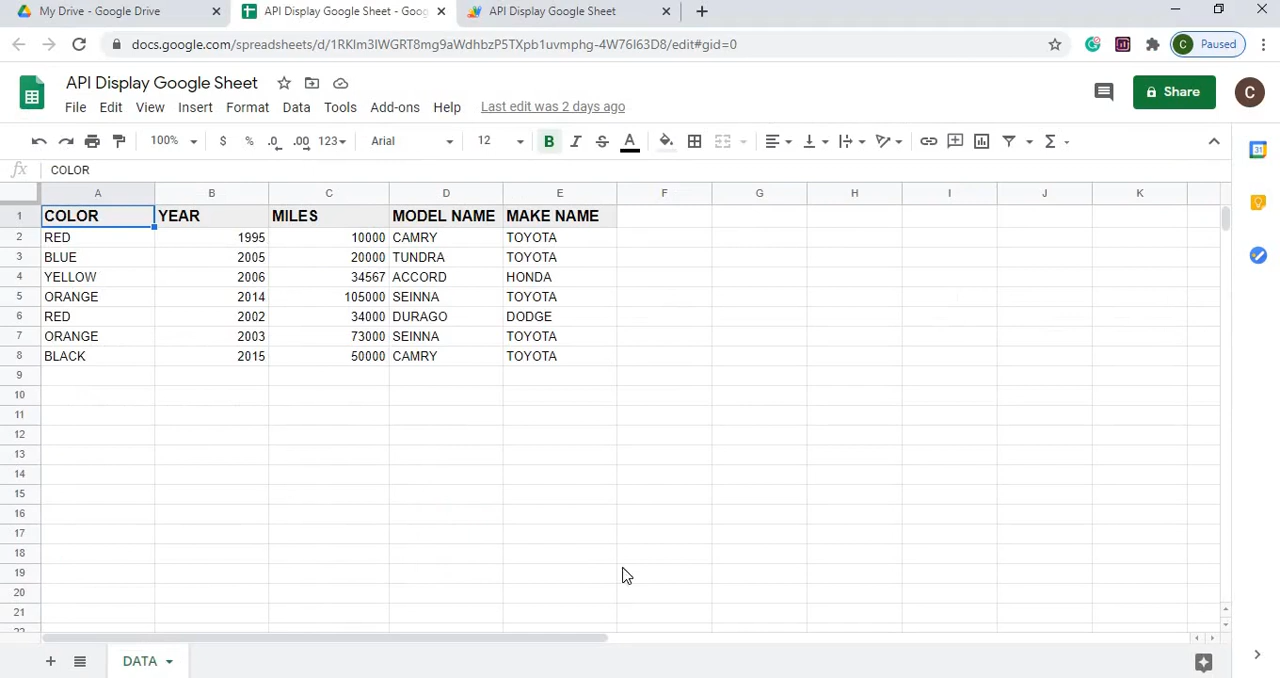 My Drive - Google Drive
API Display Google Sheet - Goog
API Display Google Sheet
docs.google.com/spreadsheets/d/1RKlm3IWGRT8mg9aWdhbzP5TXpb1uvmphg-4W76I63D8/edit#gid=0
C Paused
API Display Google Sheet
Share
C
File Edit View Insert Format Data Tools Add-ons Help Last edit was 2 days ago
100% $ % .0 .00 123 Arial 12 B I S A Σ
31
fx COLOR
A B C D E F G H I J K
1 COLOR YEAR MILES MODEL NAME MAKE NAME
2 RED 1995 10000 CAMRY TOYOTA
3 BLUE 2005 20000 TUNDRA TOYOTA
4 YELLOW 2006 34567 ACCORD HONDA
5 ORANGE 2014 105000 SEINNA TOYOTA
6 RED 2002 34000 DURAGO DODGE
7 ORANGE 2003 73000 SEINNA TOYOTA
8 BLACK 2015 50000 CAMRY TOYOTA
9
10
11
12
13
14
15
16
17
18
19
20
21
22
DATA